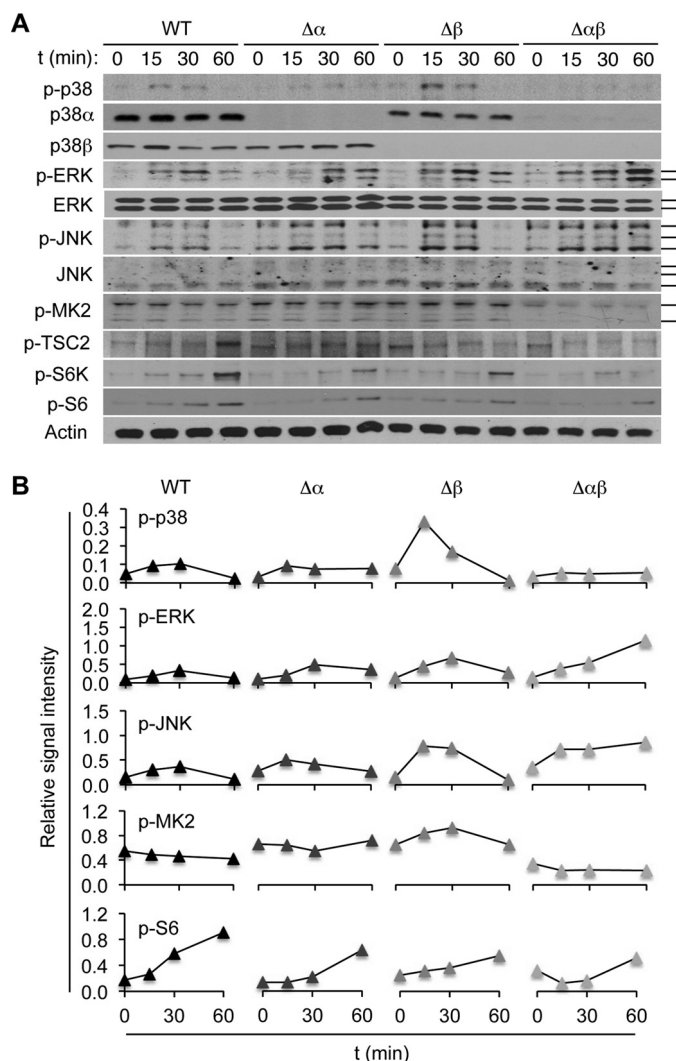 A
WT Δα Δβ Δαβ
t (min): 0 15 30 60 0 15 30 60 0 15 30 60 0 15 30 60
p-p38
p38α
p38β
p-ERK
ERK
p-JNK
JNK
p-MK2
p-TSC2
p-S6K
p-S6
Actin
B
WT Δα Δβ Δαβ
Relative signal intensity
p-p38
0.4
0.3
0.2
0.1
0.0
p-ERK
2.0
1.5
1.0
0.5
0.0
p-JNK
1.5
1.0
0.5
0.0
p-MK2
1.2
0.8
0.4
0.0
p-S6
1.2
0.8
0.4
0.0
0 30 60 0 30 60 0 30 60 0 30 60
t (min)